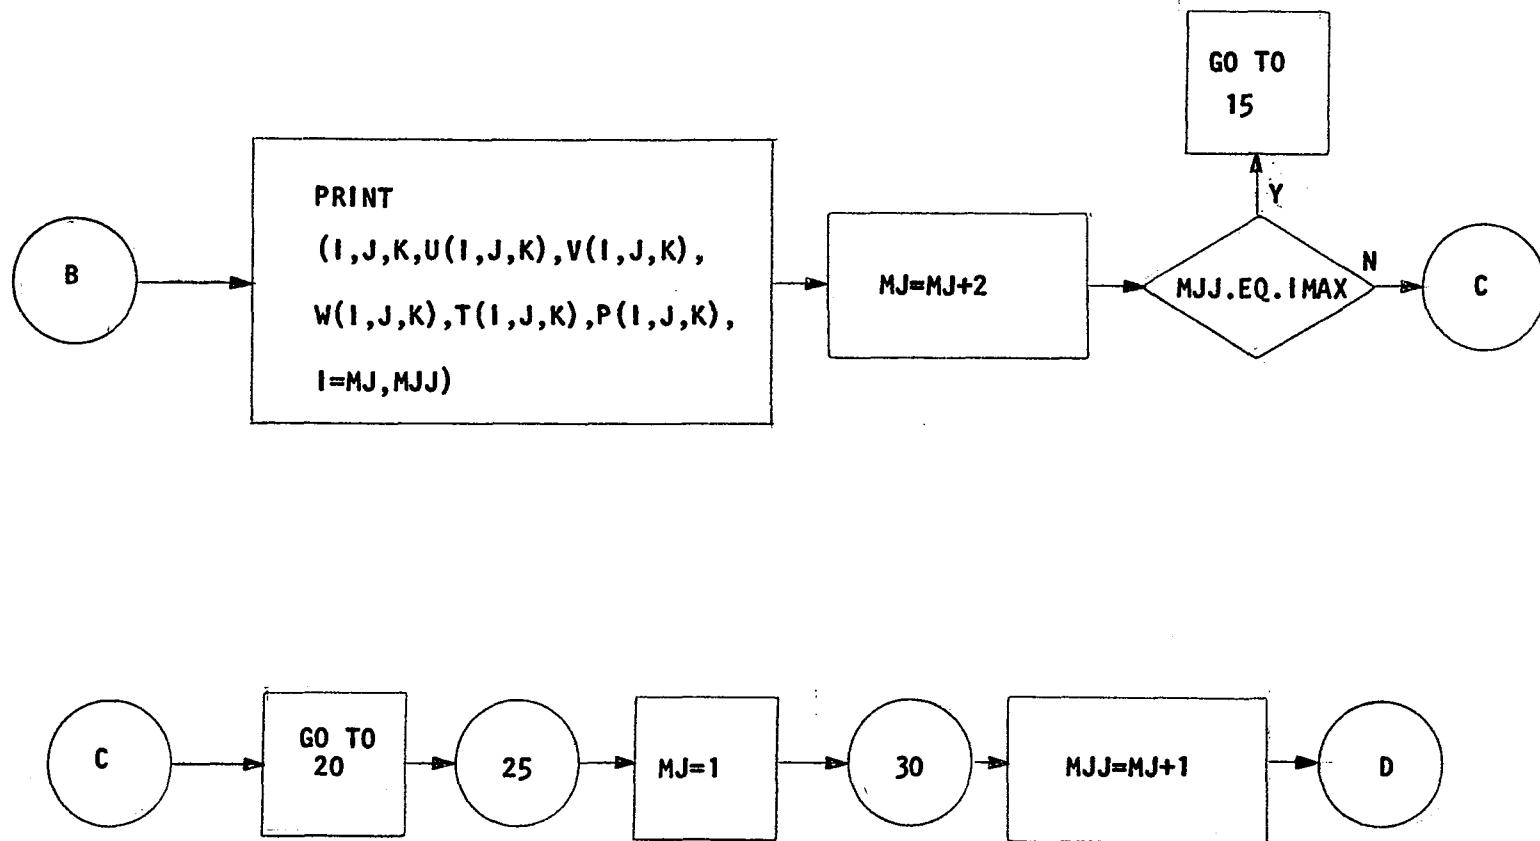 GO TO
15
Y
B
PRINT
(I,J,K,U(I,J,K),V(I,J,K),
W(I,J,K),T(I,J,K),P(I,J,K),
I=MJ,MJJ)
MJ=MJ+2
MJJ.EQ.IMAX
N
C
C
GO TO
20
25
MJ=1
30
MJJ=MJ+1
D